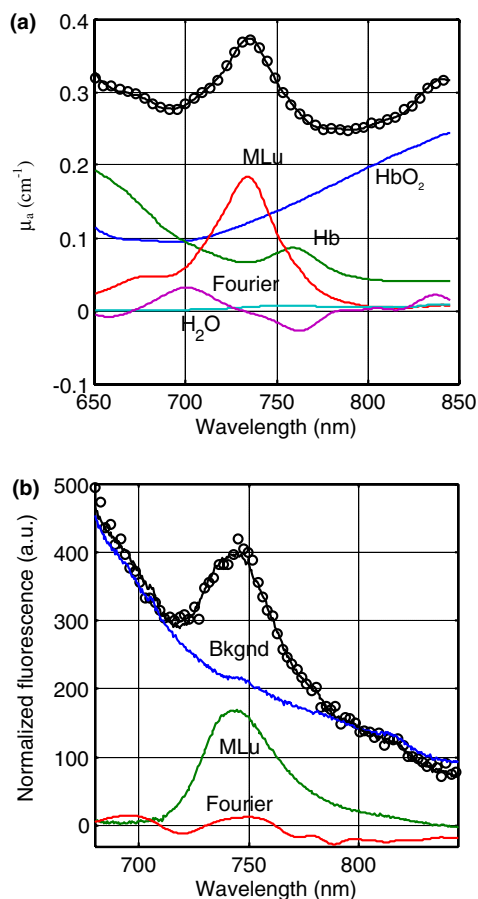 (a)
0.4
0.3
0.2
0.1
0
-0.1
μa (cm-1)
MLu
HbO2
Hb
Fourier
H2O
650 700 750 800 850
Wavelength (nm)
(b)
500
400
300
200
100
0
Normalized fluorescence (a.u.)
Bkgnd
MLu
Fourier
700 750 800
Wavelength (nm)